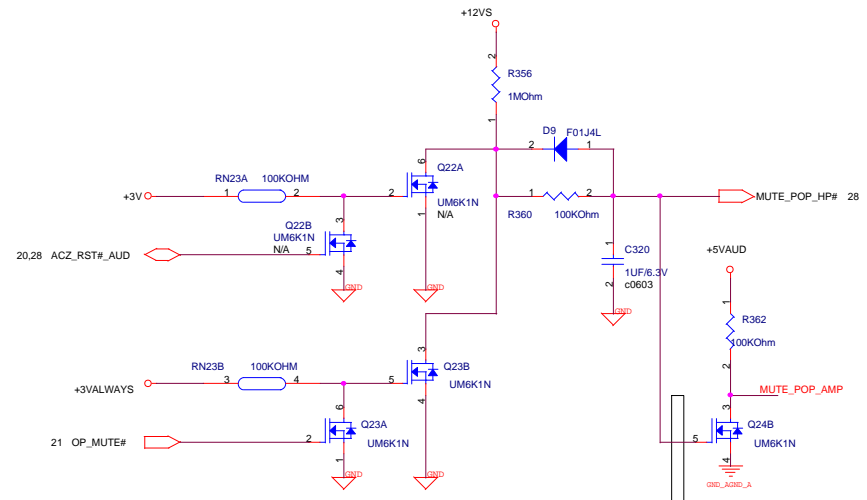 +12VS
2
R356
1MOhm
1
D9 F01J4L
2 1
Q22A
6
RN23A 100KOHM
+3V 1 2 2
UM6K1N
N/A
1
1 2
R360 100KOhm
MUTE_POP_HP# 28
Q22B
UM6K1N
N/A
3
5
4
20,28 ACZ_RST#_AUD
GND
GND
1
C320
1UF/6.3V
2 c0603
GND
+5VAUD
1
R362
100KOhm
2
RN23B 100KOHM
3
Q23B
+3VALWAYS 3 4 5
UM6K1N
4
MUTE_POP_AMP
6
Q23A
21 OP_MUTE# 2
UM6K1N
1
3
Q24B
5
UM6K1N
4
GND
GND
GND_AGND_A